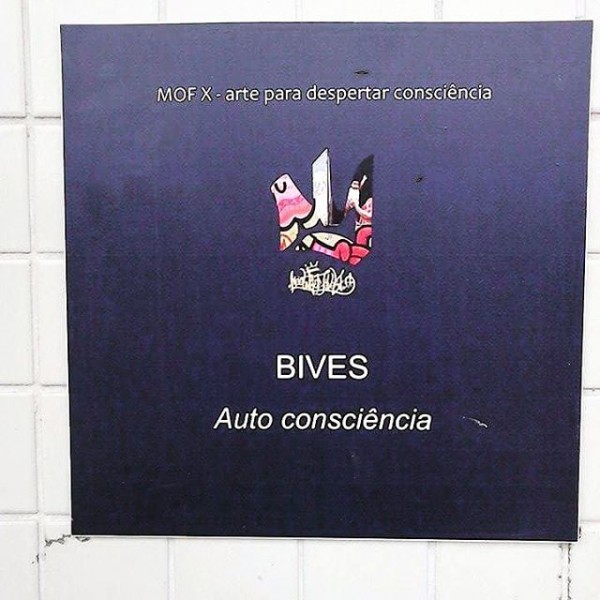 MOF X - arte para despertar consciência
BIVES
Auto consciência